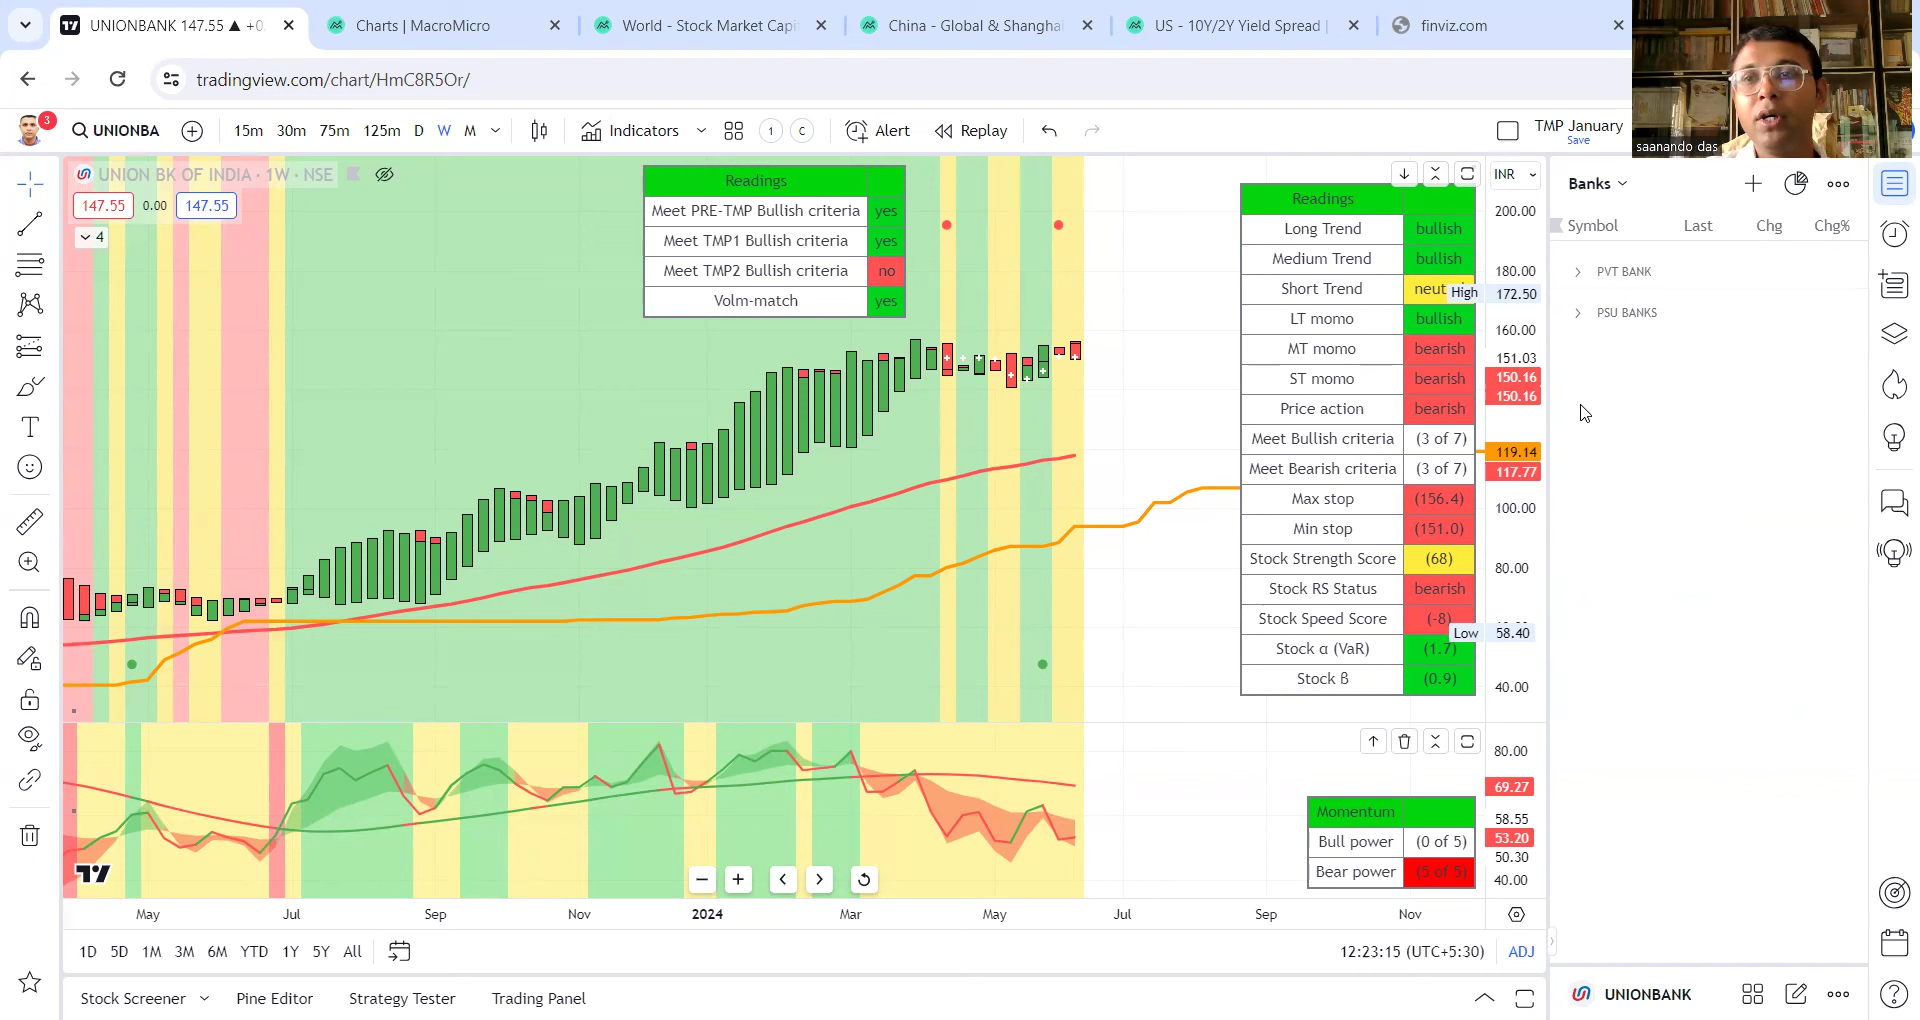 UNIONBANK 147.55 ▲ +0.
Charts | MacroMicro
World - Stock Market Capi
China - Global & Shangha
US - 10Y/2Y Yield Spread |
finviz.com
tradingview.com/chart/HmC8R5Or/
saanando das
3
UNIONBA
15m 30m 75m 125m D W M
Indicators
1 C
Alert
Replay
TMP January
Save
UNION BK OF INDIA · 1W · NSE
147.55 0.00 147.55
4
Readings
Meet PRE-TMP Bullish criteria yes
Meet TMP1 Bullish criteria yes
Meet TMP2 Bullish criteria no
Volm-match yes
Readings
Long Trend bullish
Medium Trend bullish
Short Trend neut
LT momo bullish
MT momo bearish
ST momo bearish
Price action bearish
Meet Bullish criteria (3 of 7)
Meet Bearish criteria (3 of 7)
Max stop (156.4)
Min stop (151.0)
Stock Strength Score (68)
Stock RS Status bearish
Stock Speed Score (-8)
Stock α (VaR) (1.7)
Stock ß (0.9)
INR
200.00
180.00
High 172.50
160.00
151.03
150.16
150.16
119.14
117.77
100.00
80.00
Low 58.40
40.00
Momentum
Bull power (0 of 5)
Bear power (5 of 5)
80.00
69.27
58.55
53.20
50.30
40.00
May Jul Sep Nov 2024 Mar May Jul Sep Nov
1D 5D 1M 3M 6M YTD 1Y 5Y All
12:23:15 (UTC+5:30) ADJ
Stock Screener Pine Editor Strategy Tester Trading Panel
Banks
Symbol Last Chg Chg%
PVT BANK
PSU BANKS
UNIONBANK